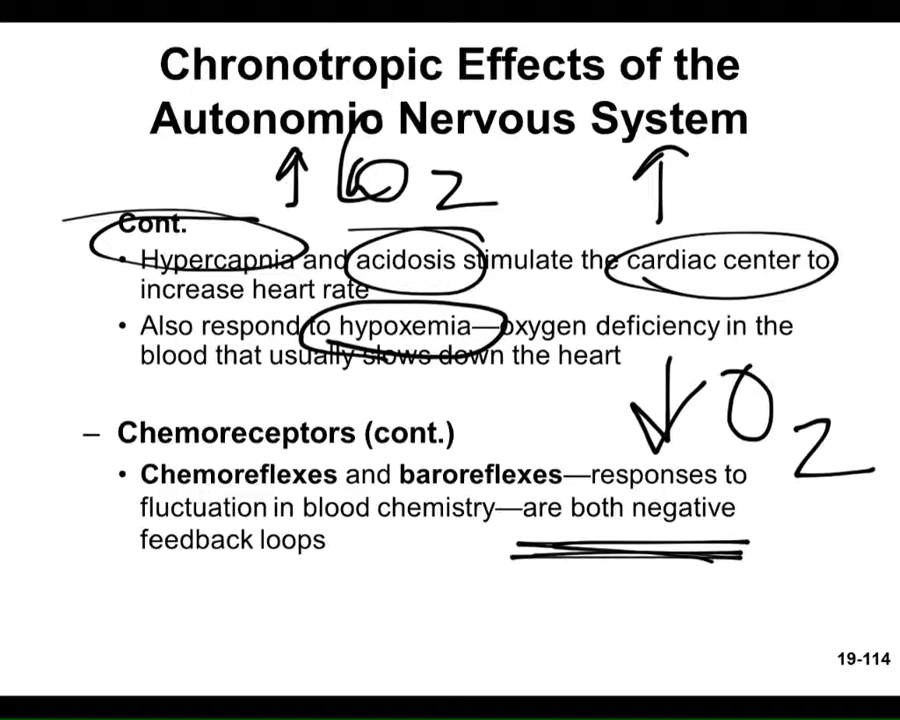 Chronotropic Effects of the
Autonomic Nervous System
↑ CO2 ↑
Cont.
• Hypercapnia and acidosis stimulate the cardiac center to
increase heart rate
• Also respond to hypoxemia—oxygen deficiency in the
blood that usually slows down the heart
↓ O2
– Chemoreceptors (cont.)
• Chemoreflexes and baroreflexes—responses to
fluctuation in blood chemistry—are both negative
feedback loops
19-114